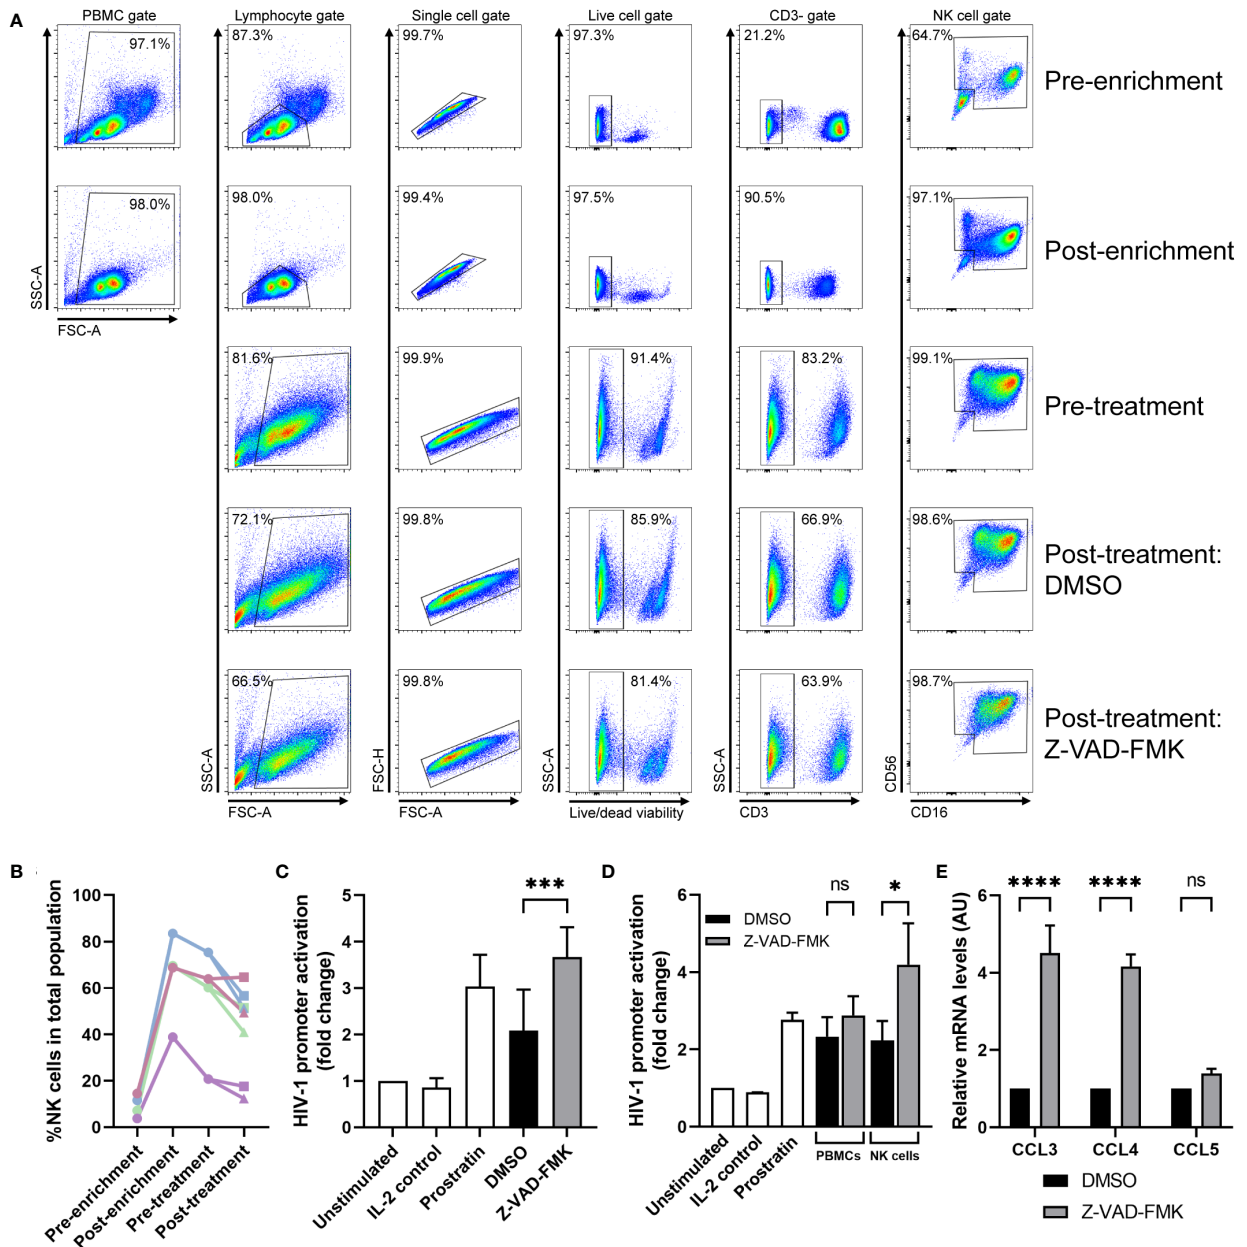 A
PBMC gate
Lymphocyte gate
Single cell gate
Live cell gate
CD3- gate
NK cell gate
97.1%
87.3%
99.7%
97.3%
21.2%
64.7%
Pre-enrichment
98.0%
98.0%
99.4%
97.5%
90.5%
97.1%
Post-enrichment
SSC-A
FSC-A
81.6%
99.9%
91.4%
83.2%
99.1%
Pre-treatment
72.1%
99.8%
85.9%
66.9%
98.6%
Post-treatment:
DMSO
66.5%
99.8%
81.4%
63.9%
98.7%
Post-treatment:
Z-VAD-FMK
SSC-A
FSC-H
SSC-A
SSC-A
CD56
FSC-A
FSC-A
Live/dead viability
CD3
CD16
B
%NK cells in total population
100
80
60
40
20
0
Pre-enrichment
Post-enrichment
Pre-treatment
Post-treatment
C
HIV-1 promoter activation
(fold change)
5
4
3
2
1
0
***
Unstimulated
IL-2 control
Prostratin
DMSO
Z-VAD-FMK
D
HIV-1 promoter activation
(fold change)
6
4
2
0
DMSO
Z-VAD-FMK
ns
*
Unstimulated
IL-2 control
Prostratin
PBMCs
NK cells
E
Relative mRNA levels (AU)
6
4
2
0
****
****
ns
CCL3
CCL4
CCL5
DMSO
Z-VAD-FMK